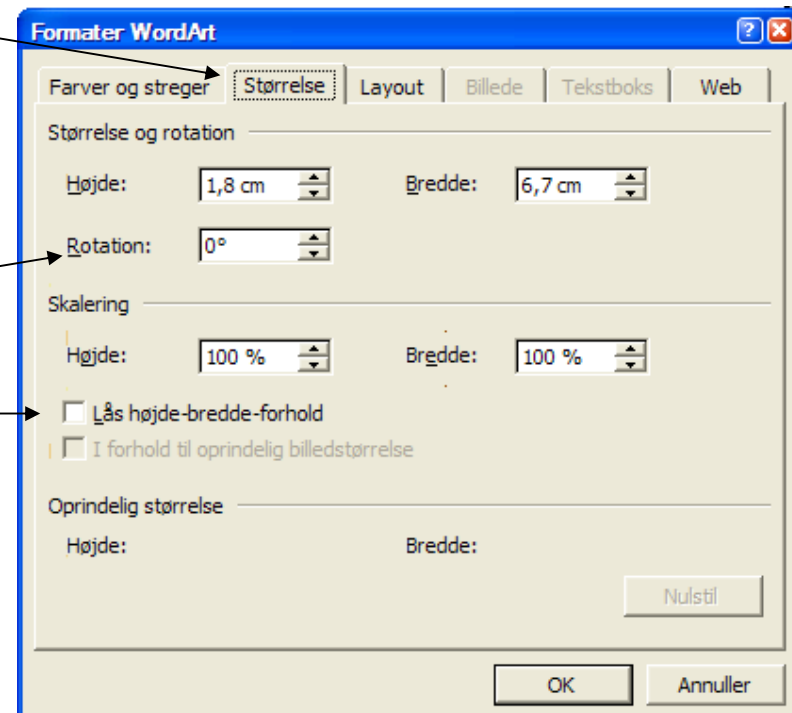 Formater WordArt
Farver og streger Størrelse Layout Billede Tekstboks Web
Størrelse og rotation
Højde: 1,8 cm Bredde: 6,7 cm
Rotation: 0°
Skalering
Højde: 100 % Bredde: 100 %
Lås højde-bredde-forhold
I forhold til oprindelig billedstørrelse
Oprindelig størrelse
Højde: Bredde:
Nulstil
OK Annuller